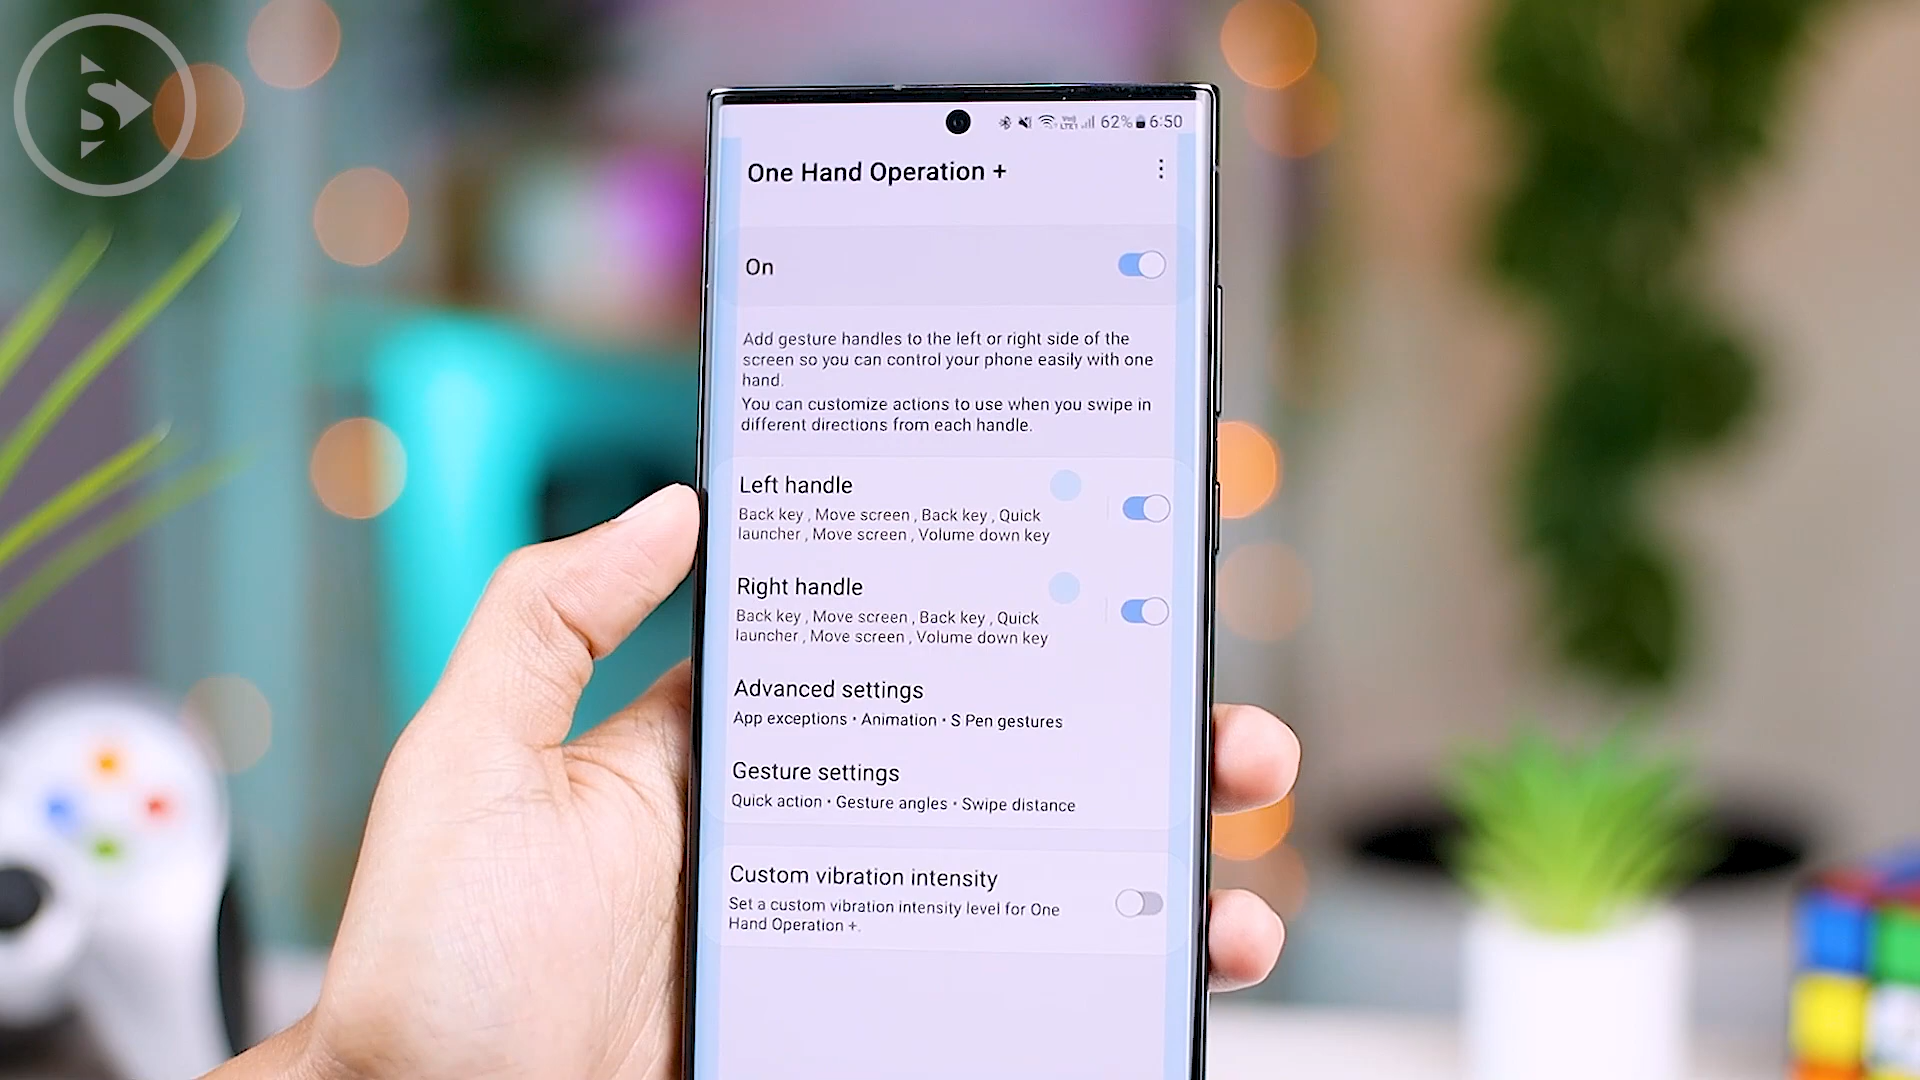 S
62% 6:50
One Hand Operation +
On
Add gesture handles to the left or right side of the
screen so you can control your phone easily with one
hand.
You can customize actions to use when you swipe in
different directions from each handle.
Left handle
Back key , Move screen , Back key , Quick
launcher , Move screen , Volume down key
Right handle
Back key , Move screen , Back key , Quick
launcher , Move screen , Volume down key
Advanced settings
App exceptions • Animation • S Pen gestures
Gesture settings
Quick action • Gesture angles • Swipe distance
Custom vibration intensity
Set a custom vibration intensity level for One
Hand Operation +.